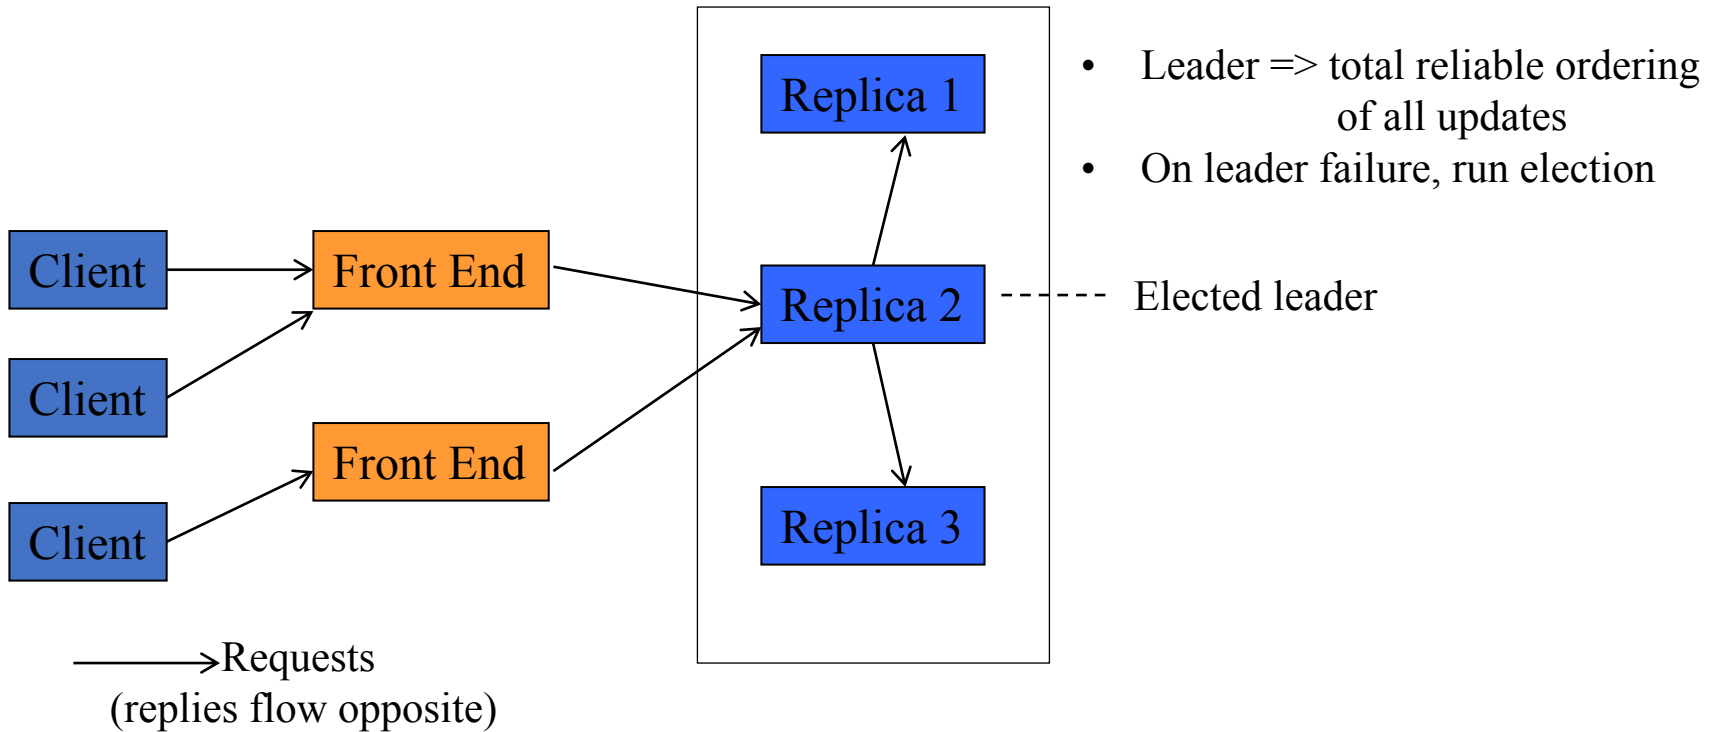 Replica 1
• Leader => total reliable ordering
of all updates
• On leader failure, run election
Client
Front End
Replica 2
Elected leader
Client
Front End
Client
Replica 3
Requests
(replies flow opposite)